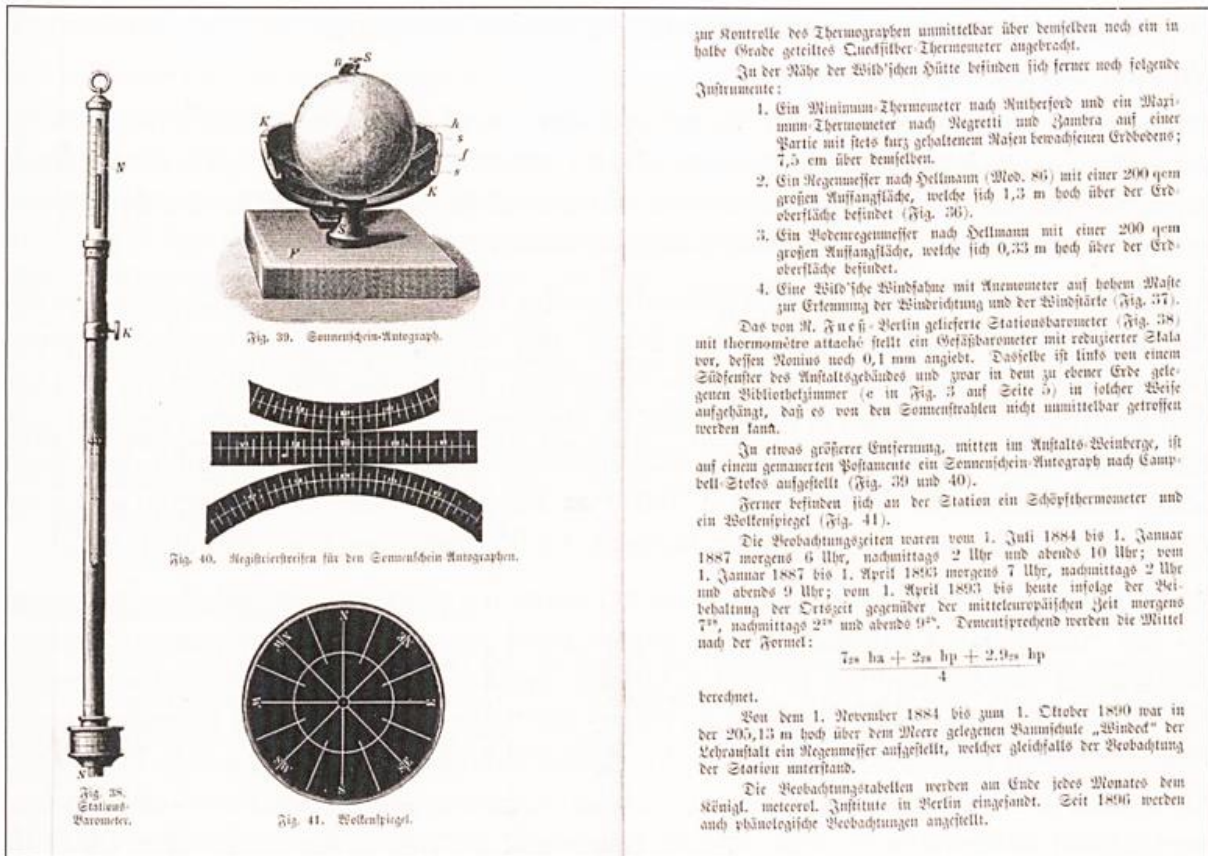 N
K
N
Fig. 38.
Stations-
Barometer.
n S
K
h
s
f
s
K
S
P
Fig. 39. Sonnenschein-Autograph.
Fig. 40. Registrierstreifen für den Sonnenschein-Autographen.
N
W
E
S
Fig. 41. Wolkenspiegel.
zur Kontrolle des Thermographen unmittelbar über demselben noch ein in
halbe Grade geteiltes Quecksilber-Thermometer angebracht.
In der Nähe der Wild'schen Hütte befinden sich ferner noch folgende
Instrumente:
1. Ein Minimum-Thermometer nach Rutherford und ein Maxi-
mum-Thermometer nach Negretti und Zambra auf einer
Partie mit stets kurz gehaltenem Rasen bewachsenen Erdbodens;
7,5 cm über demselben.
2. Ein Regenmesser nach Hellmann (Mod. 86) mit einer 200 qcm
großen Auffangfläche, welche sich 1,3 m hoch über der Erd-
oberfläche befindet (Fig. 36).
3. Ein Bodenregenmesser nach Hellmann mit einer 200 qcm
großen Auffangfläche, welche sich 0,33 m hoch über der Erd-
oberfläche befindet.
4. Eine Wild'sche Windfahne mit Anemometer auf hohem Maste
zur Erkennung der Windrichtung und der Windstärke (Fig. 37).
Das von R. Fueß-Berlin gelieferte Stationsbarometer (Fig. 38)
mit thermomètre attaché stellt ein Gefäßbarometer mit reduzierter Skala
vor, dessen Nonius noch 0,1 mm angiebt. Dasselbe ist links von einem
Südfenster des Anstaltsgebäudes und zwar in dem zu ebener Erde gele-
genen Bibliothekzimmer (e in Fig. 3 auf Seite 5) in solcher Weise
aufgehängt, daß es von den Sonnenstrahlen nicht unmittelbar getroffen
werden kann.
In etwas größerer Entfernung, mitten im Anstalts-Weinberge, ist
auf einem gemauerten Postamente ein Sonnenschein-Autograph nach Camp-
bell-Stokes aufgestellt (Fig. 39 und 40).
Ferner befinden sich an der Station ein Schöpfthermometer und
ein Wolkenspiegel (Fig. 41).
Die Beobachtungszeiten waren vom 1. Juli 1884 bis 1. Januar
1887 morgens 6 Uhr, nachmittags 2 Uhr und abends 10 Uhr; vom
1. Januar 1887 bis 1. April 1893 morgens 7 Uhr, nachmittags 2 Uhr
und abends 9 Uhr; vom 1. April 1893 bis heute infolge der Bei-
behaltung der Ortszeit gegenüber der mitteleuropäischen Zeit morgens
7²⁸, nachmittags 2²⁸ und abends 9²⁸. Dementsprechend werden die Mittel
nach der Formel:
7₂₈ ha + 2₂₈ hp + 2.9₂₈ hp
4
berechnet.
Von dem 1. November 1884 bis zum 1. Oktober 1890 war in
der 205,13 m hoch über dem Meere gelegenen Baumschule „Windeck“ der
Lehranstalt ein Regenmesser aufgestellt, welcher gleichfalls der Beobachtung
der Station unterstand.
Die Beobachtungstabellen werden am Ende jedes Monates dem
Königl. meteorol. Institute in Berlin eingesandt. Seit 1896 werden
auch phänologische Beobachtungen angestellt.